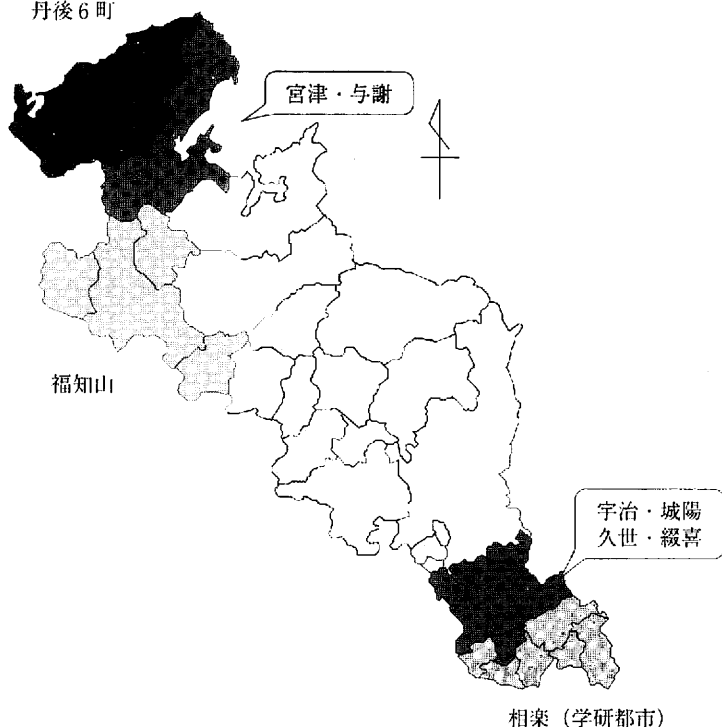 丹後6町
宮津・与謝
福知山
宇治・城陽
久世・綴喜
相楽（学研都市）